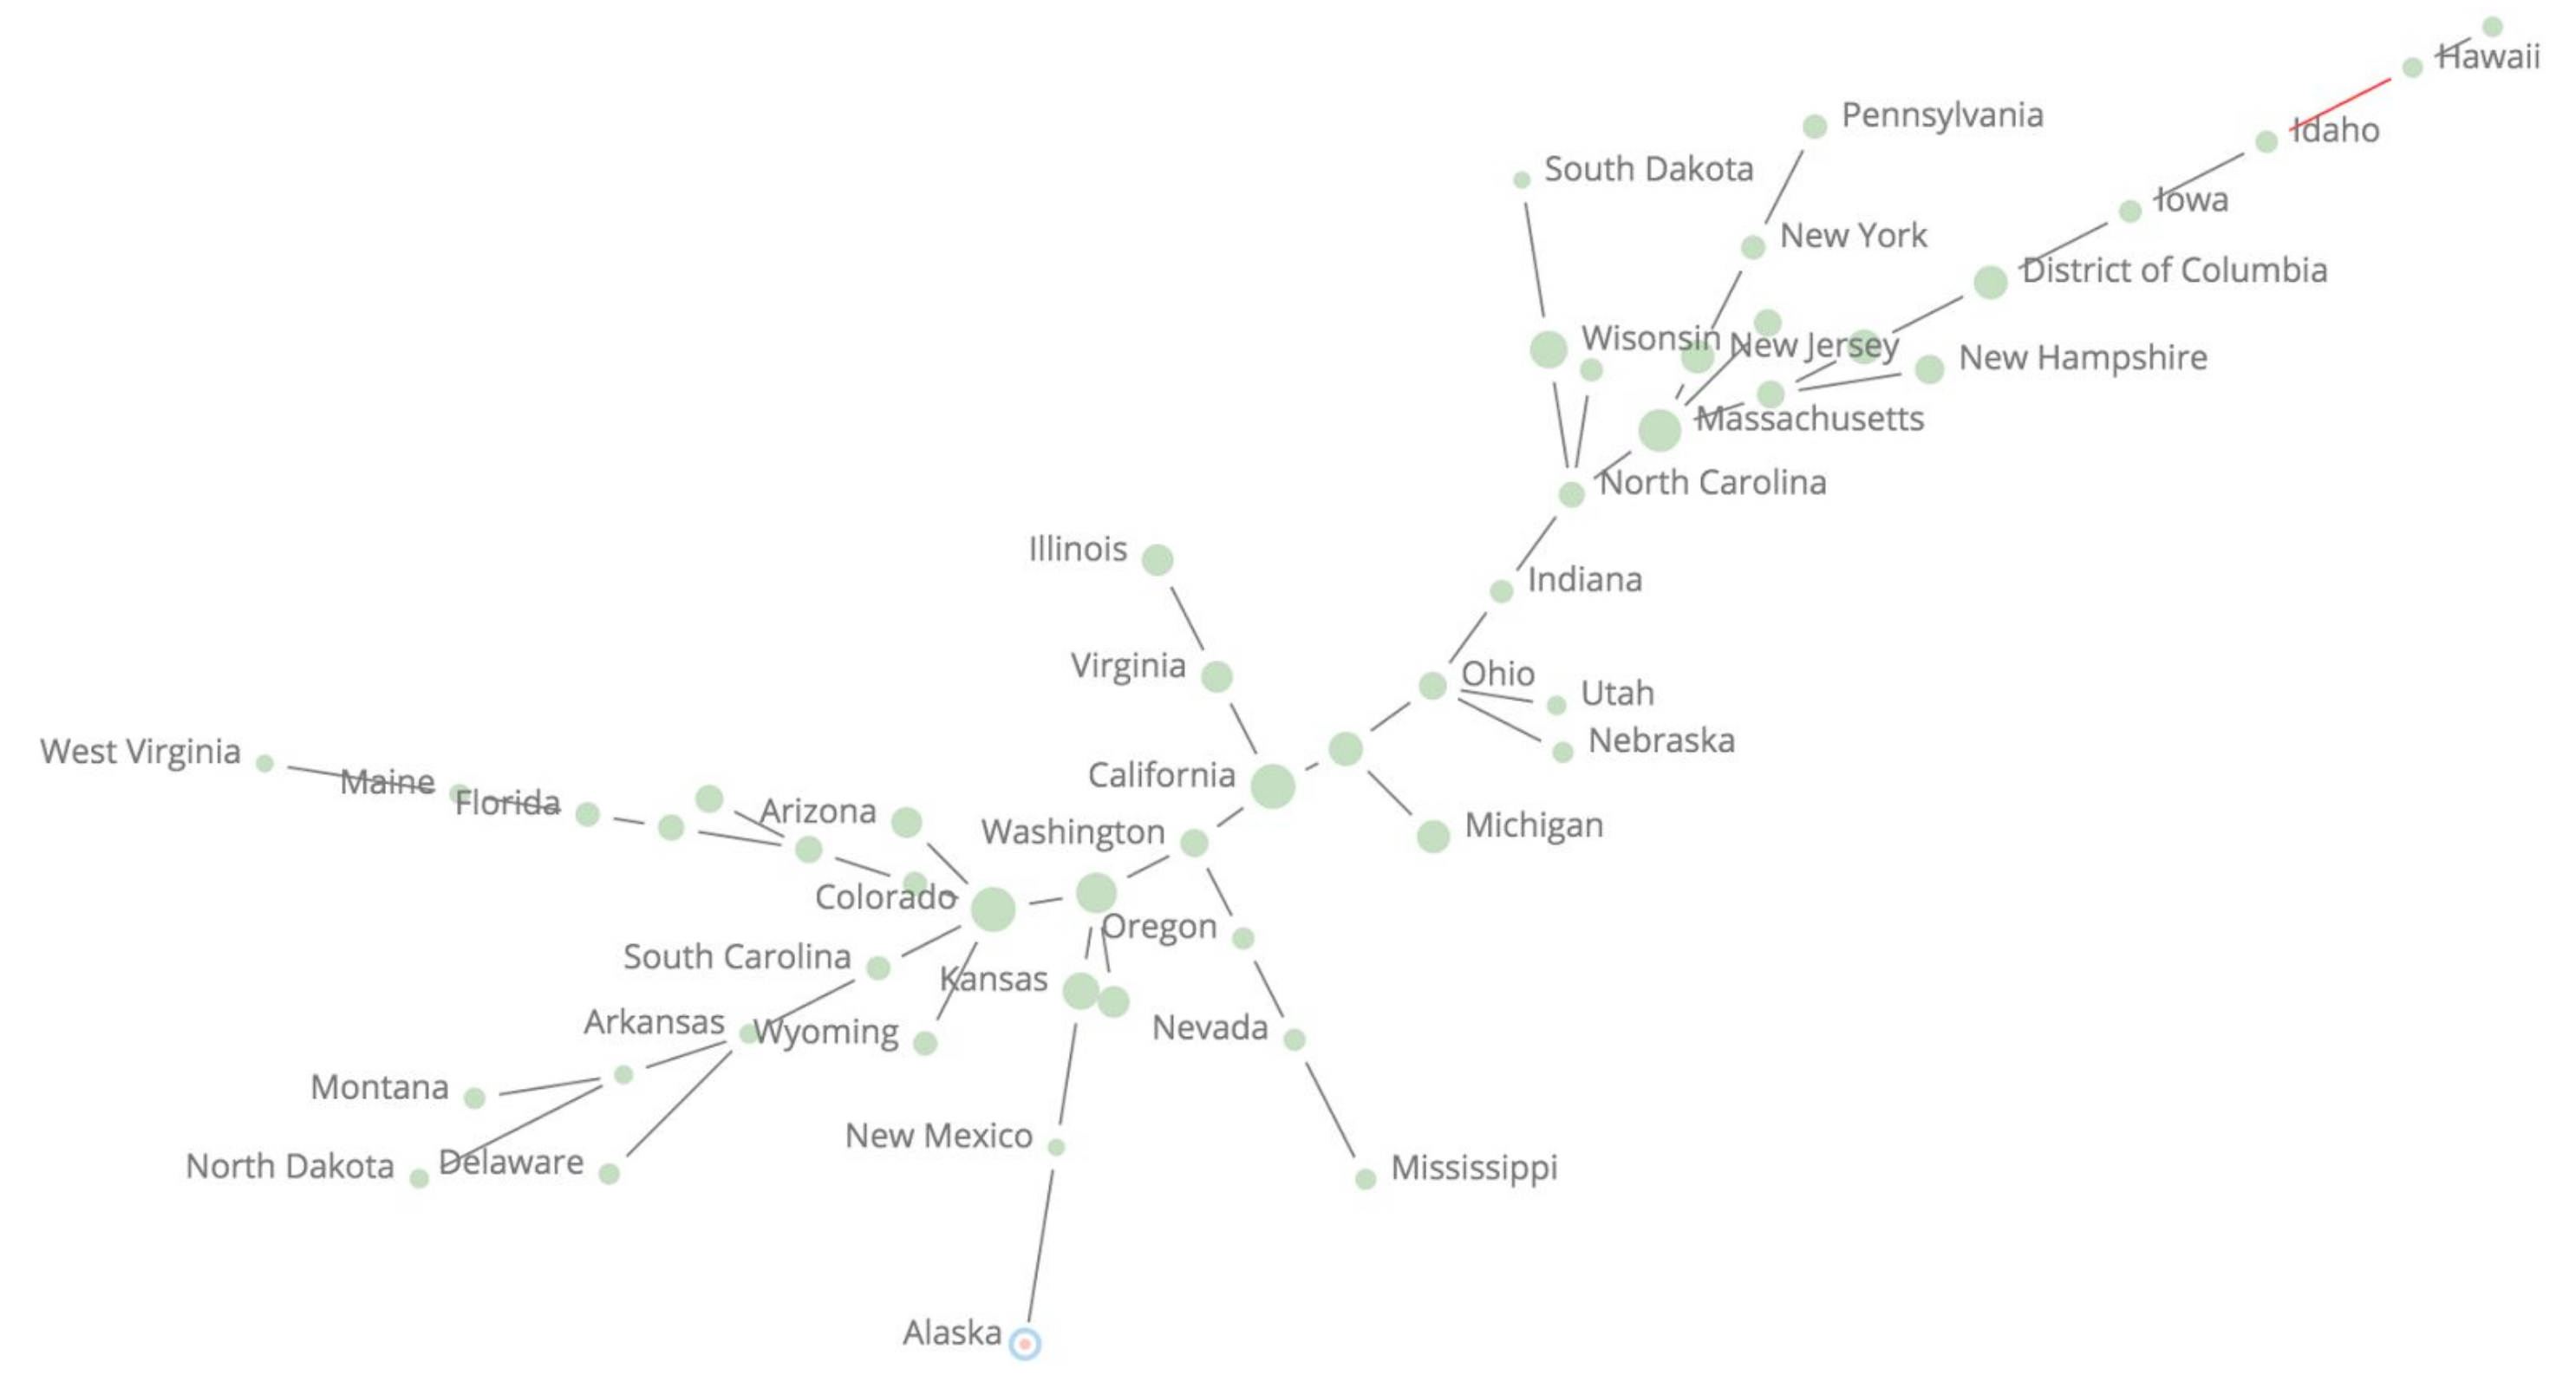 Hawaii
Pennsylvania
Idaho
South Dakota
Iowa
New York
District of Columbia
Wisonsin
New Jersey
New Hampshire
Massachusetts
North Carolina
Illinois
Indiana
Virginia
Ohio
Utah
Nebraska
West Virginia
Maine
Florida
Arizona
California
Washington
Michigan
Colorado
Oregon
South Carolina
Kansas
Arkansas
Wyoming
Nevada
Montana
New Mexico
North Dakota
Delaware
Mississippi
Alaska